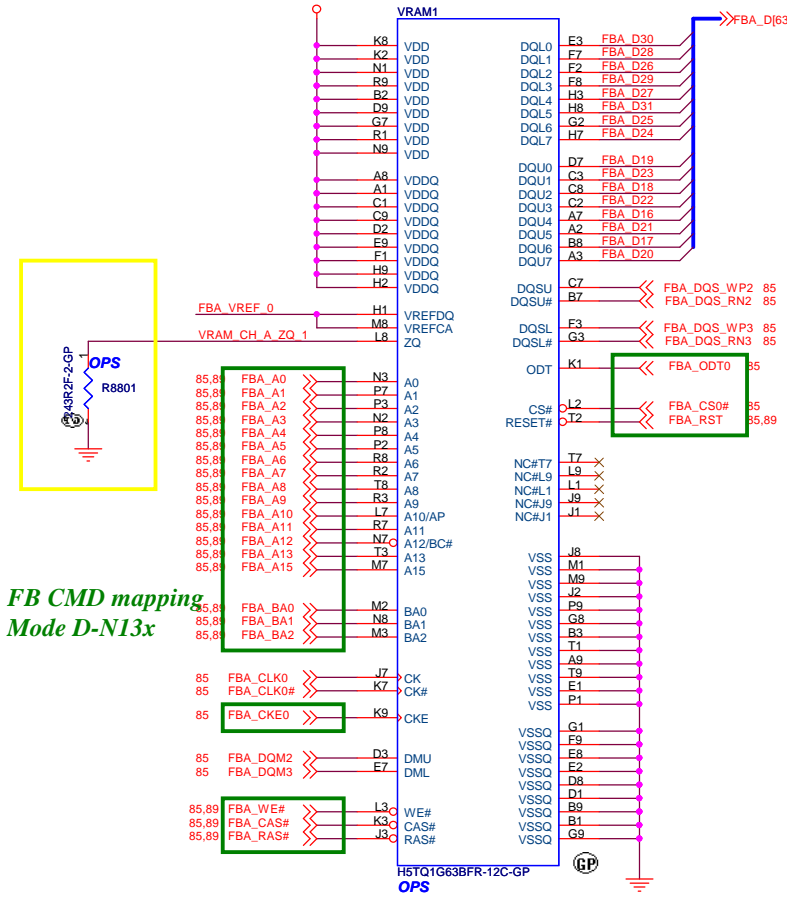 VRAM1
FBA_D[63
K8 VDD
K2 VDD
N1 VDD
R9 VDD
B2 VDD
D9 VDD
G7 VDD
R1 VDD
N9 VDD
A8 VDDQ
A1 VDDQ
C1 VDDQ
C9 VDDQ
D2 VDDQ
E9 VDDQ
F1 VDDQ
H9 VDDQ
H2 VDDQ
FBA_VREF_0 H1 VREFDQ
M8 VREFCA
VRAM_CH_A_ZQ_1 L8 ZQ
243R2F-2-GP
1
OPS
R8801
85,89 FBA_A0 N3 A0
85,89 FBA_A1 P7 A1
85,89 FBA_A2 P3 A2
85,89 FBA_A3 N2 A3
85,89 FBA_A4 P8 A4
85,89 FBA_A5 P2 A5
85,89 FBA_A6 R8 A6
85,89 FBA_A7 R2 A7
85,89 FBA_A8 T8 A8
85,89 FBA_A9 R3 A9
85,89 FBA_A10 L7 A10/AP
85,89 FBA_A11 R7 A11
85,89 FBA_A12 N7 A12/BC#
85,89 FBA_A13 T3 A13
85,89 FBA_A15 M7 A15
FB CMD mapping
Mode D-N13x
85,89 FBA_BA0 M2 BA0
85,89 FBA_BA1 N8 BA1
85,89 FBA_BA2 M3 BA2
85 FBA_CLK0 J7 CK
85 FBA_CLK0# K7 CK#
85 FBA_CKE0 K9 CKE
85 FBA_DQM2 D3 DMU
85 FBA_DQM3 E7 DML
85,89 FBA_WE# L3 WE#
85,89 FBA_CAS# K3 CAS#
85,89 FBA_RAS# J3 RAS#
DQL0 E3 FBA_D30
DQL1 F7 FBA_D28
DQL2 F2 FBA_D26
DQL3 F8 FBA_D29
DQL4 H3 FBA_D27
DQL5 H8 FBA_D31
DQL6 G2 FBA_D25
DQL7 H7 FBA_D24
DQU0 D7 FBA_D19
DQU1 C3 FBA_D23
DQU2 C8 FBA_D18
DQU3 C2 FBA_D22
DQU4 A7 FBA_D16
DQU5 A2 FBA_D21
DQU6 B8 FBA_D17
DQU7 A3 FBA_D20
DQSU C7 FBA_DQS_WP2 85
DQSU# B7 FBA_DQS_RN2 85
DQSL F3 FBA_DQS_WP3 85
DQSL# G3 FBA_DQS_RN3 85
ODT K1 FBA_ODT0 85
CS# L2 FBA_CS0# 85
RESET# T2 FBA_RST 85,89
NC#T7 T7
NC#L9 L9
NC#L1 L1
NC#J9 J9
NC#J1 J1
VSS J8
VSS M1
VSS M9
VSS J2
VSS P9
VSS G8
VSS B3
VSS T1
VSS A9
VSS T9
VSS E1
VSS P1
VSSQ G1
VSSQ F9
VSSQ E8
VSSQ E2
VSSQ D8
VSSQ D1
VSSQ B9
VSSQ B1
VSSQ G9
H5TQ1G63BFR-12C-GP
OPS
GP